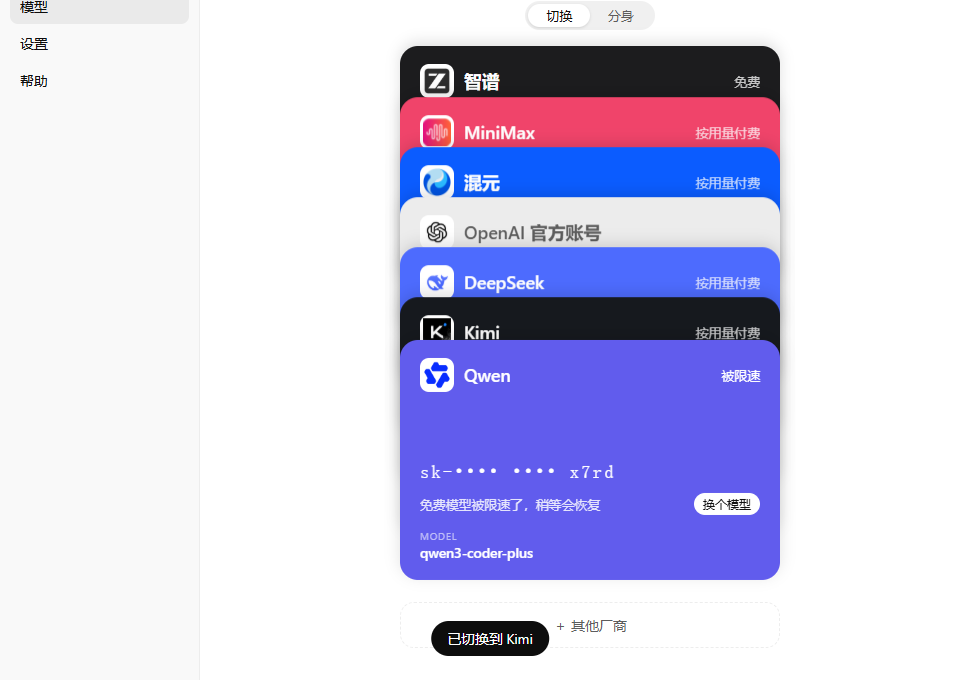 模型
设置
帮助
切换 分身
智谱 免费
MiniMax 按用量付费
混元 按用量付费
OpenAI 官方账号
DeepSeek 按用量付费
Kimi 按用量付费
Qwen 被限速
sk-•••• •••• x7rd
免费模型被限速了，稍等会恢复 换个模型
MODEL
qwen3-coder-plus
+ 其他厂商
已切换到 Kimi